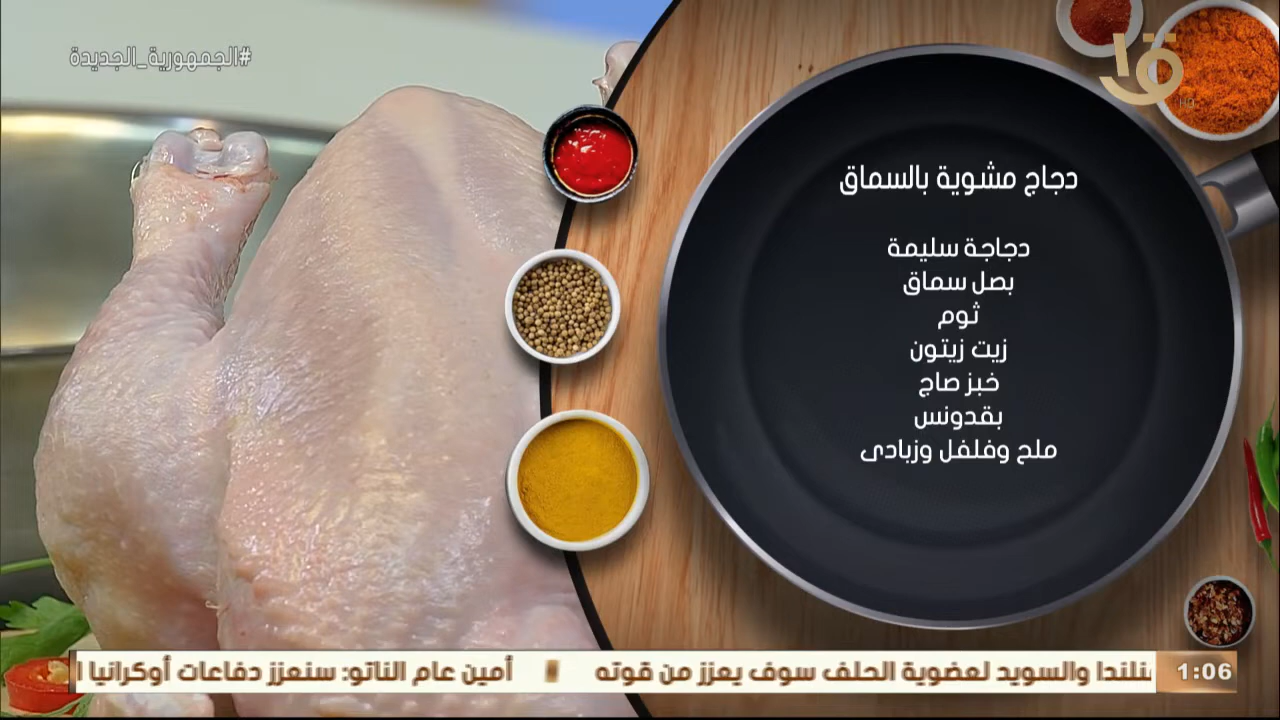 #الجمهورية_الجديدة
دجاج مشوية بالسماق
دجاجة سليمة
بصل سماق
ثوم
زيت زيتون
خبز صاج
بقدونس
ملح وفلفل وزبادى
والسويد لعضوية الحلف سوف يعزز من قوته
أمين عام الناتو: سنعزز دفاعات أوكرانيا
1:06